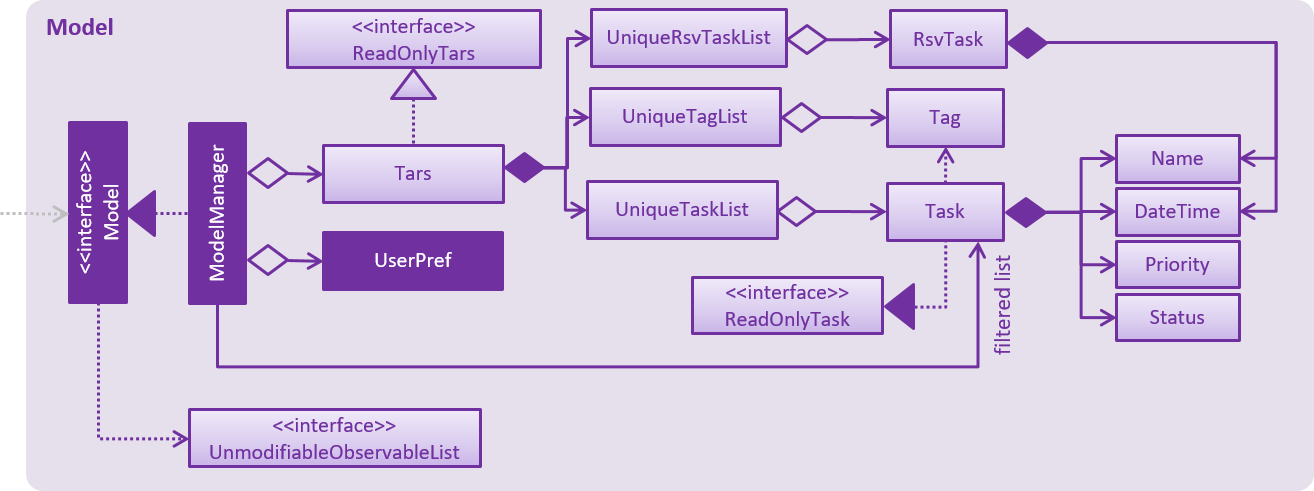 Model
<<interface>>
ReadOnlyTars
UniqueRsvTaskList
RsvTask
UniqueTagList
Tag
<<interface>>
Model
ModelManager
Tars
Name
UniqueTaskList
Task
DateTime
UserPref
Priority
<<interface>>
ReadOnlyTask
filtered list
Status
<<interface>>
UnmodifiableObservableList